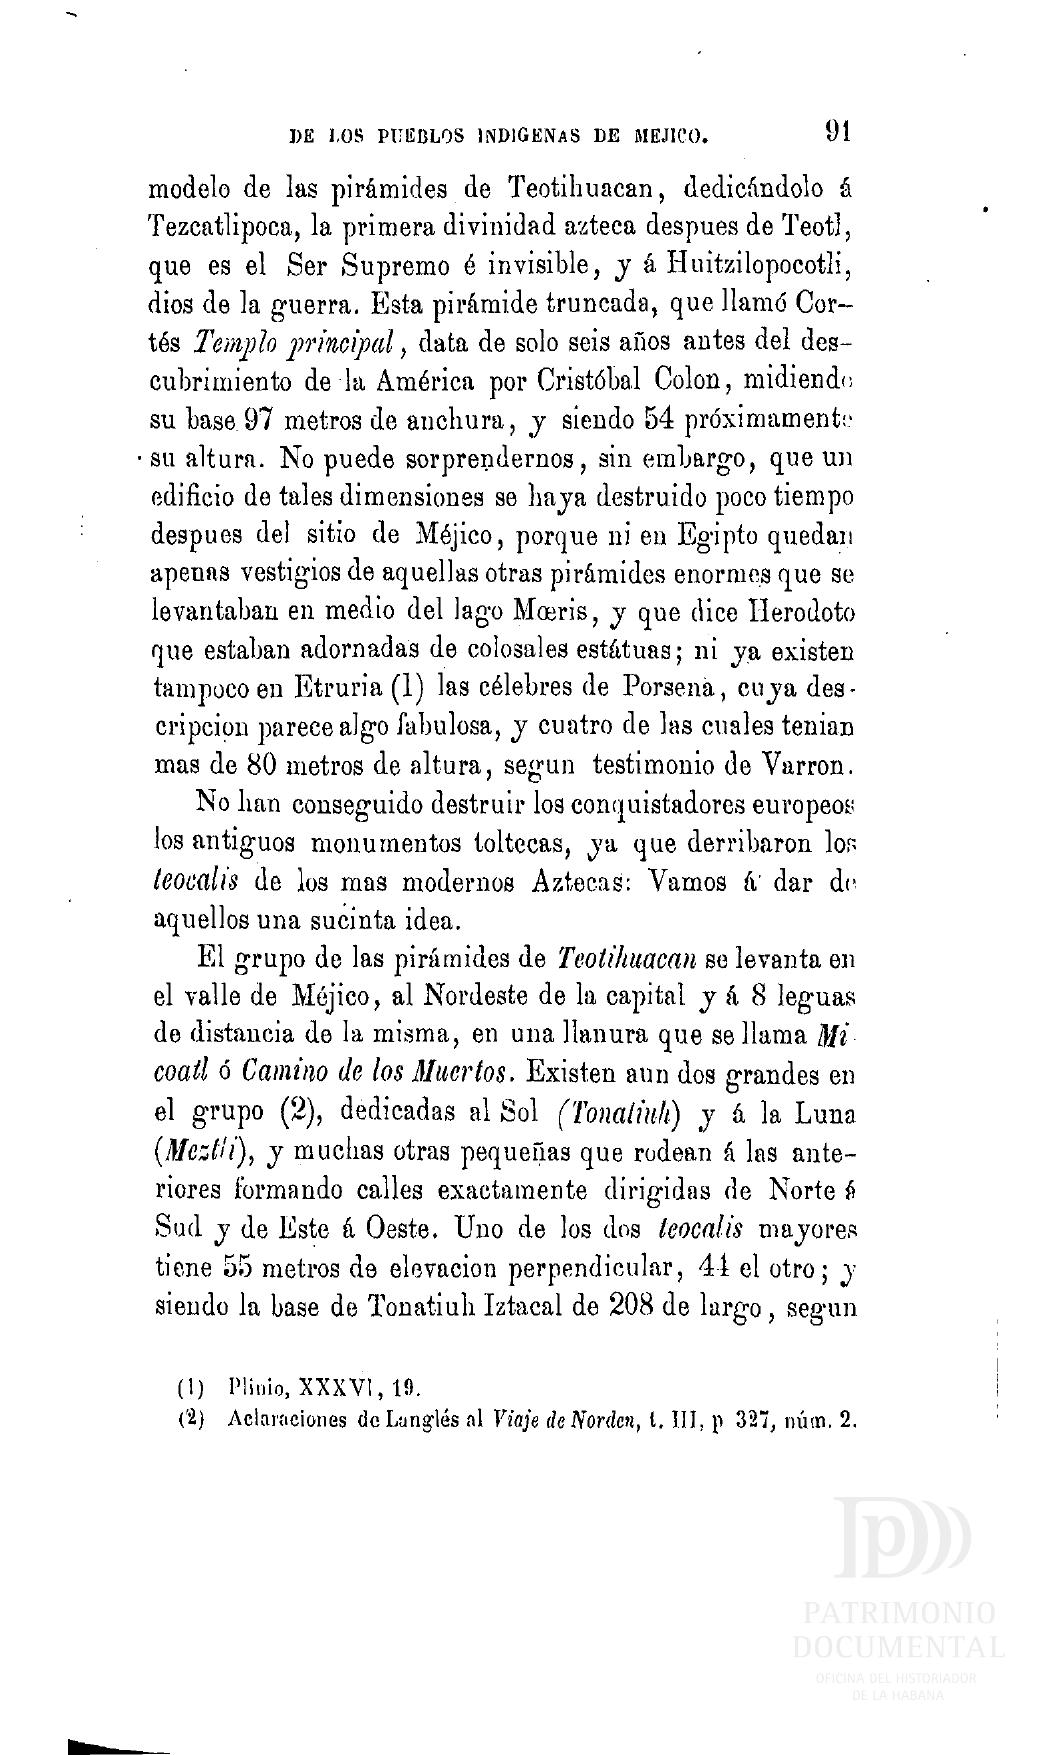 DE LOS PUEBLOS INDIGENAS DE MEJICO. 91
modelo de las pirámides de Teotihuacan, dedicándolo á
Tezcatlipoca, la primera divinidad azteca despues de Teotl,
que es el Ser Supremo é invisible, y á Huitzilopocotli,
dios de la guerra. Esta pirámide truncada, que llamó Cor-
tés Templo principal, data de solo seis años antes del des-
cubrimiento de la América por Cristóbal Colon, midiendo
su base 97 metros de anchura, y siendo 54 próximamente
su altura. No puede sorprendernos, sin embargo, que un
edificio de tales dimensiones se haya destruido poco tiempo
despues del sitio de Méjico, porque ni en Egipto quedan
apenas vestigios de aquellas otras pirámides enormes que se
levantaban en medio del lago Mœris, y que dice Herodoto
que estaban adornadas de colosales estátuas; ni ya existen
tampoco en Etruria (1) las célebres de Porsena, cuya des-
cripcion parece algo fabulosa, y cuatro de las cuales tenian
mas de 80 metros de altura, segun testimonio de Varron.
No han conseguido destruir los conquistadores europeos
los antiguos monumentos toltecas, ya que derribaron los
teocalis de los mas modernos Aztecas: Vamos á dar de
aquellos una sucinta idea.
El grupo de las pirámides de Teotihuacan se levanta en
el valle de Méjico, al Nordeste de la capital y á 8 leguas
de distancia de la misma, en una llanura que se llama Mi-
coatl ó Camino de los Muertos. Existen aun dos grandes en
el grupo (2), dedicadas al Sol (Tonatiuh) y á la Luna
(Meztli), y muchas otras pequeñas que rodean á las ante-
riores formando calles exactamente dirigidas de Norte á
Sud y de Este á Oeste. Uno de los dos teocalis mayores
tiene 55 metros de elevacion perpendicular, 44 el otro; y
siendo la base de Tonatiuh Iztacal de 208 de largo, segun
(1) Plinio, XXXVI, 19.
(2) Aclaraciones de Langlés al Viaje de Norden, t. III, p 327, núm. 2.
PATRIMONIO
DOCUMENTAL
OFICINA DEL HISTORIADOR
DE LA HABANA